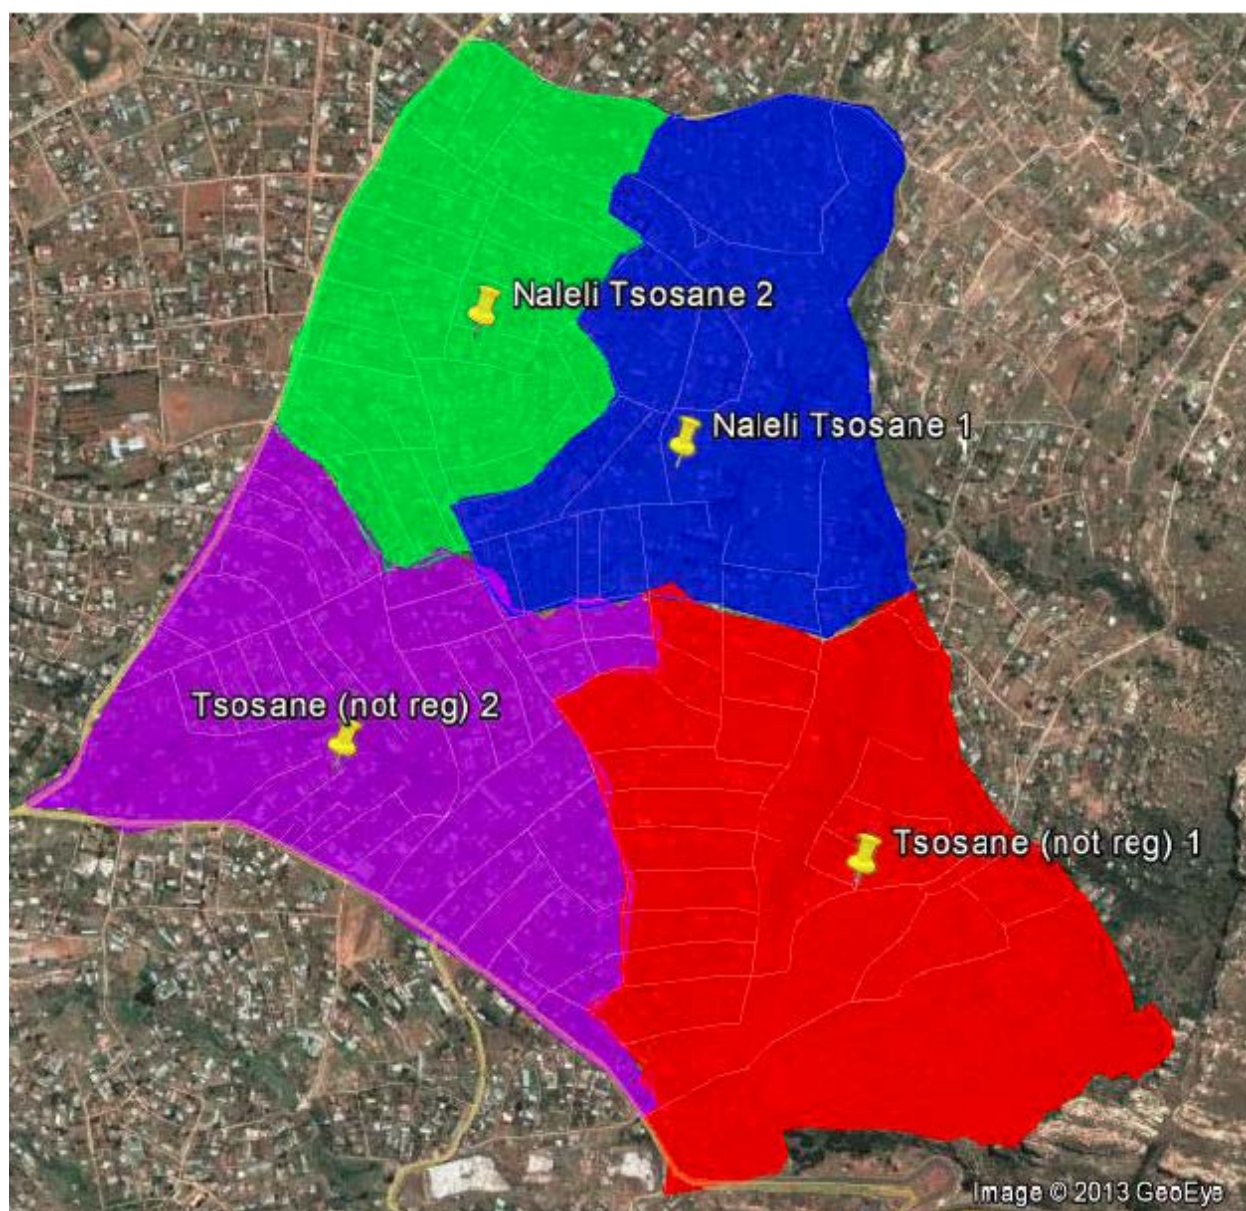 Naleli Tsosane 2
Naleli Tsosane 1
Tsosane (not reg) 2
Tsosane (not reg) 1
Image © 2013 GeoEye